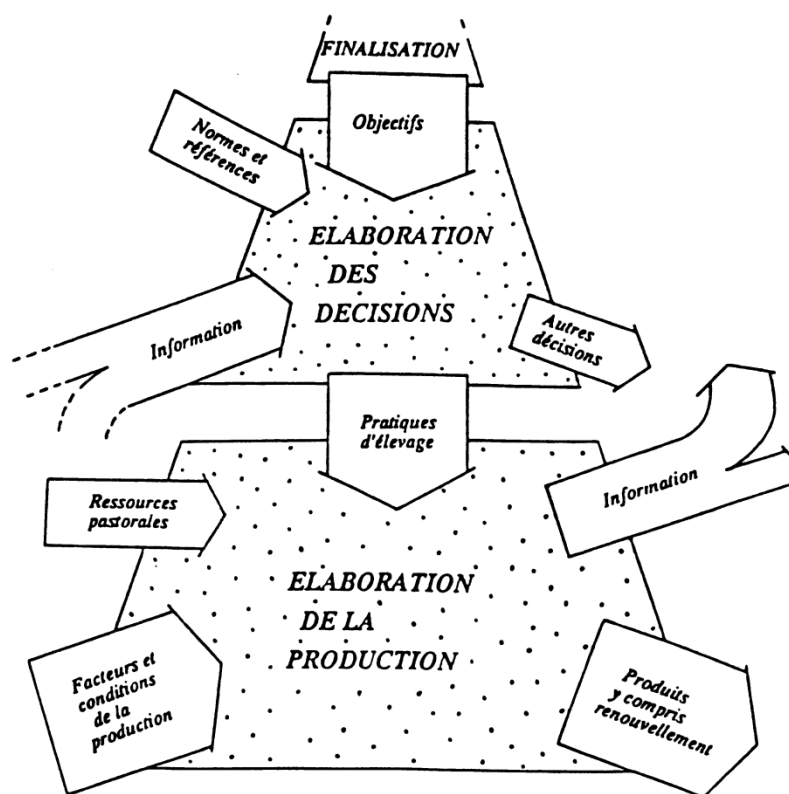 FINALISATION
Objectifs
Normes et
références
ELABORATION
DES
DECISIONS
Information
Autres
décisions
Pratiques
d'élevage
Ressources
pastorales
Information
ELABORATION
DE LA
PRODUCTION
Facteurs et
conditions
de la
production
Produits
y compris
renouvellement